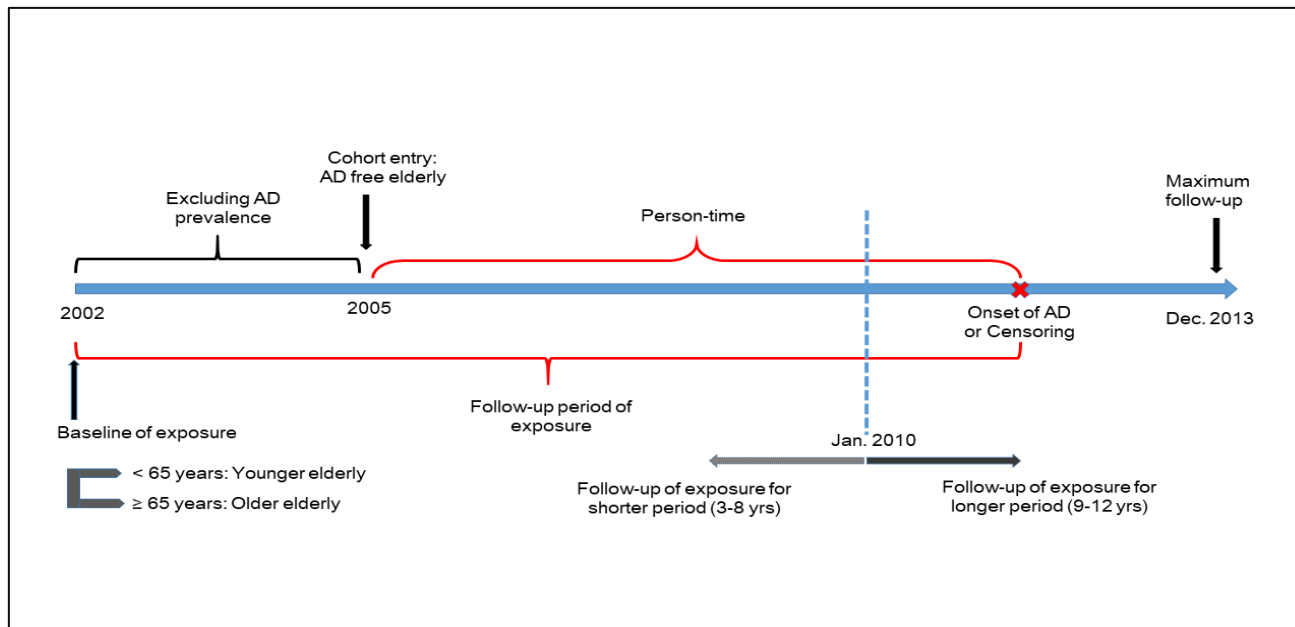 Cohort entry:
AD free elderly
Excluding AD
prevalence
Person-time
Maximum
follow-up
2002
2005
Onset of AD
or Censoring
Dec. 2013
Follow-up period of
exposure
Baseline of exposure
Jan. 2010
< 65 years: Younger elderly
≥ 65 years: Older elderly
Follow-up of exposure for
shorter period (3-8 yrs)
Follow-up of exposure for
longer period (9-12 yrs)